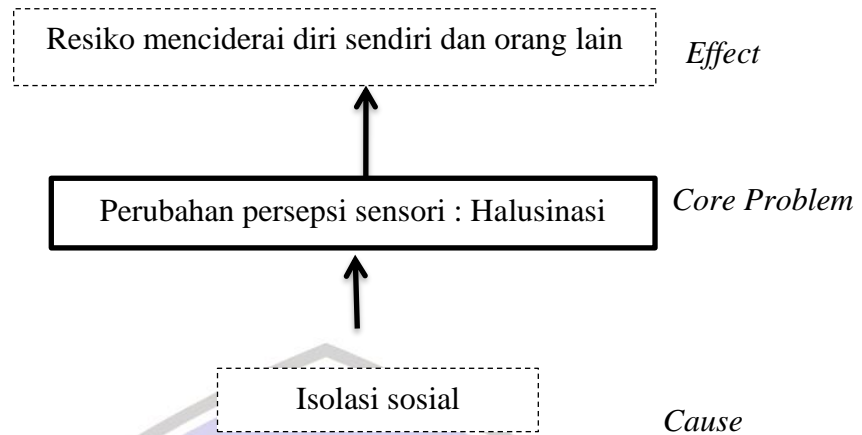 Resiko menciderai diri sendiri dan orang lain
Effect
Perubahan persepsi sensori : Halusinasi
Core Problem
Isolasi sosial
Cause